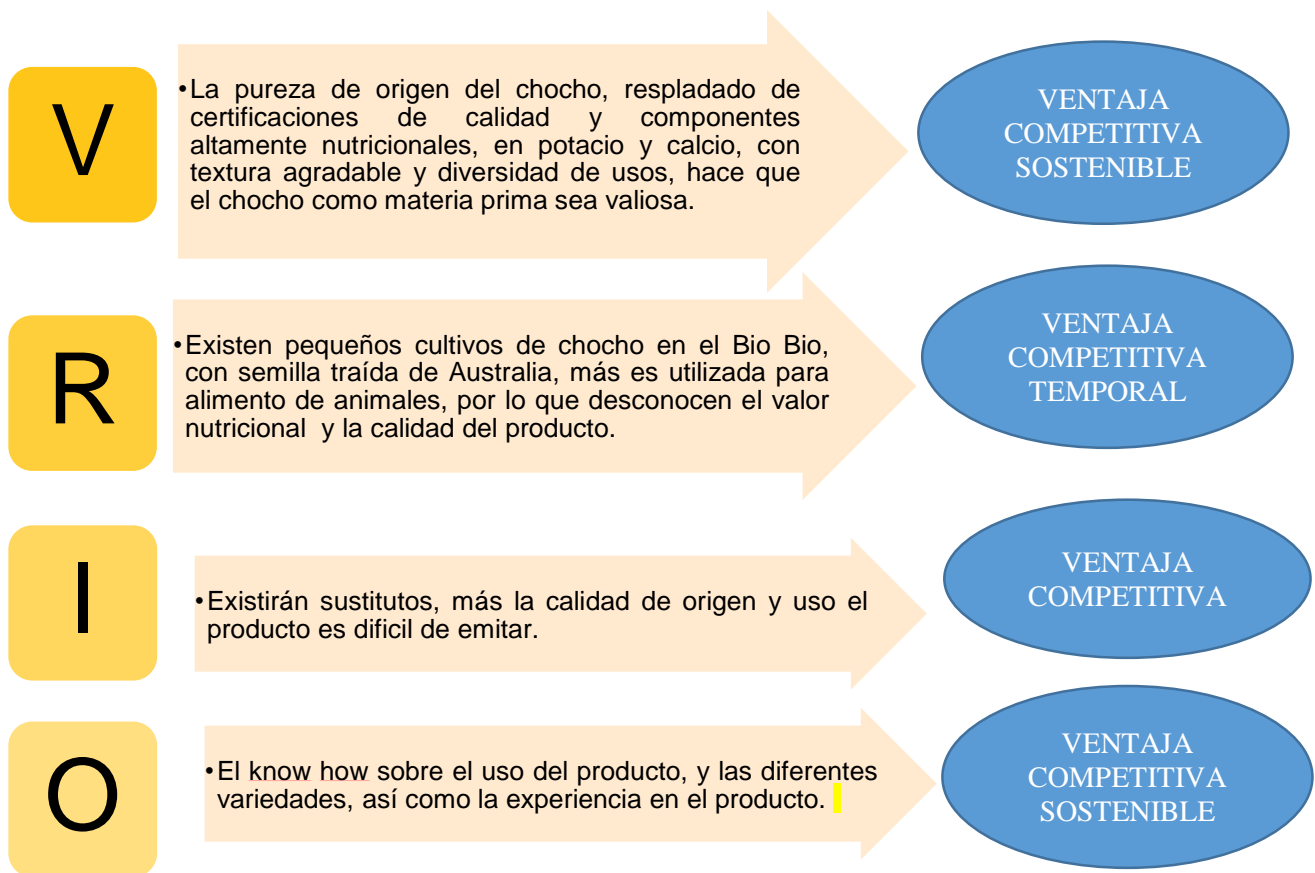 V
•La pureza de origen del chocho, respladado de
certificaciones de calidad y componentes
altamente nutricionales, en potacio y calcio, con
textura agradable y diversidad de usos, hace que
el chocho como materia prima sea valiosa.
VENTAJA
COMPETITIVA
SOSTENIBLE
R
•Existen pequeños cultivos de chocho en el Bio Bio,
con semilla traída de Australia, más es utilizada para
alimento de animales, por lo que desconocen el valor
nutricional y la calidad del producto.
VENTAJA
COMPETITIVA
TEMPORAL
I
•Existirán sustitutos, más la calidad de origen y uso el
producto es dificil de emitar.
VENTAJA
COMPETITIVA
O
•El know how sobre el uso del producto, y las diferentes
variedades, así como la experiencia en el producto.
VENTAJA
COMPETITIVA
SOSTENIBLE